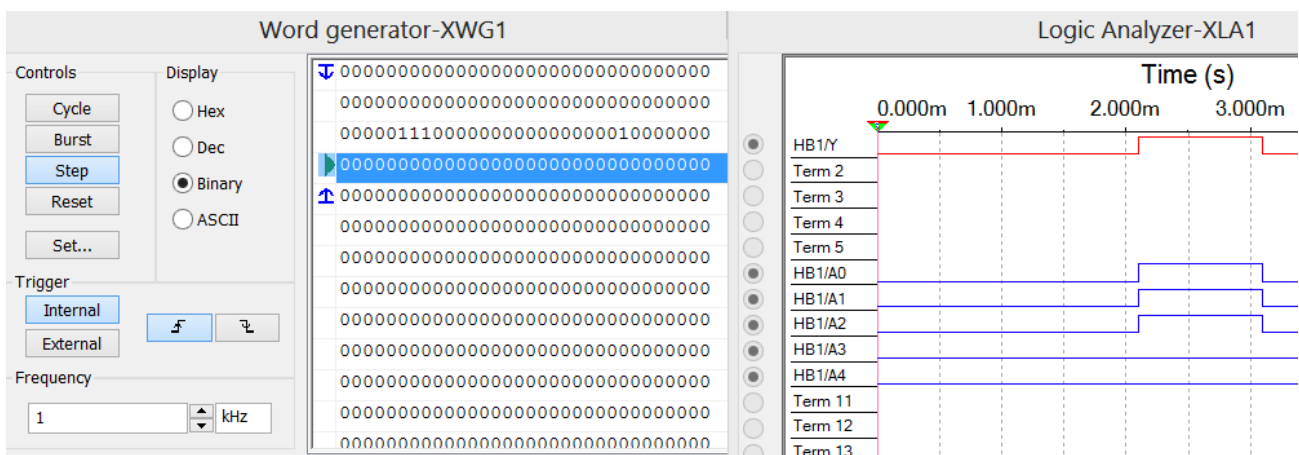 Word generator-XWG1
Controls
Cycle
Burst
Step
Reset
Set...
Display
Hex
Dec
Binary
ASCII
Trigger
Internal
External
Frequency
1 kHz
00000000000000000000000000000000
00000000000000000000000000000000
00000111000000000000000010000000
00000000000000000000000000000000
00000000000000000000000000000000
00000000000000000000000000000000
00000000000000000000000000000000
00000000000000000000000000000000
00000000000000000000000000000000
00000000000000000000000000000000
00000000000000000000000000000000
00000000000000000000000000000000
00000000000000000000000000000000
Logic Analyzer-XLA1
Time (s)
0.000m 1.000m 2.000m 3.000m
HB1/Y
Term 2
Term 3
Term 4
Term 5
HB1/A0
HB1/A1
HB1/A2
HB1/A3
HB1/A4
Term 11
Term 12
Term 13